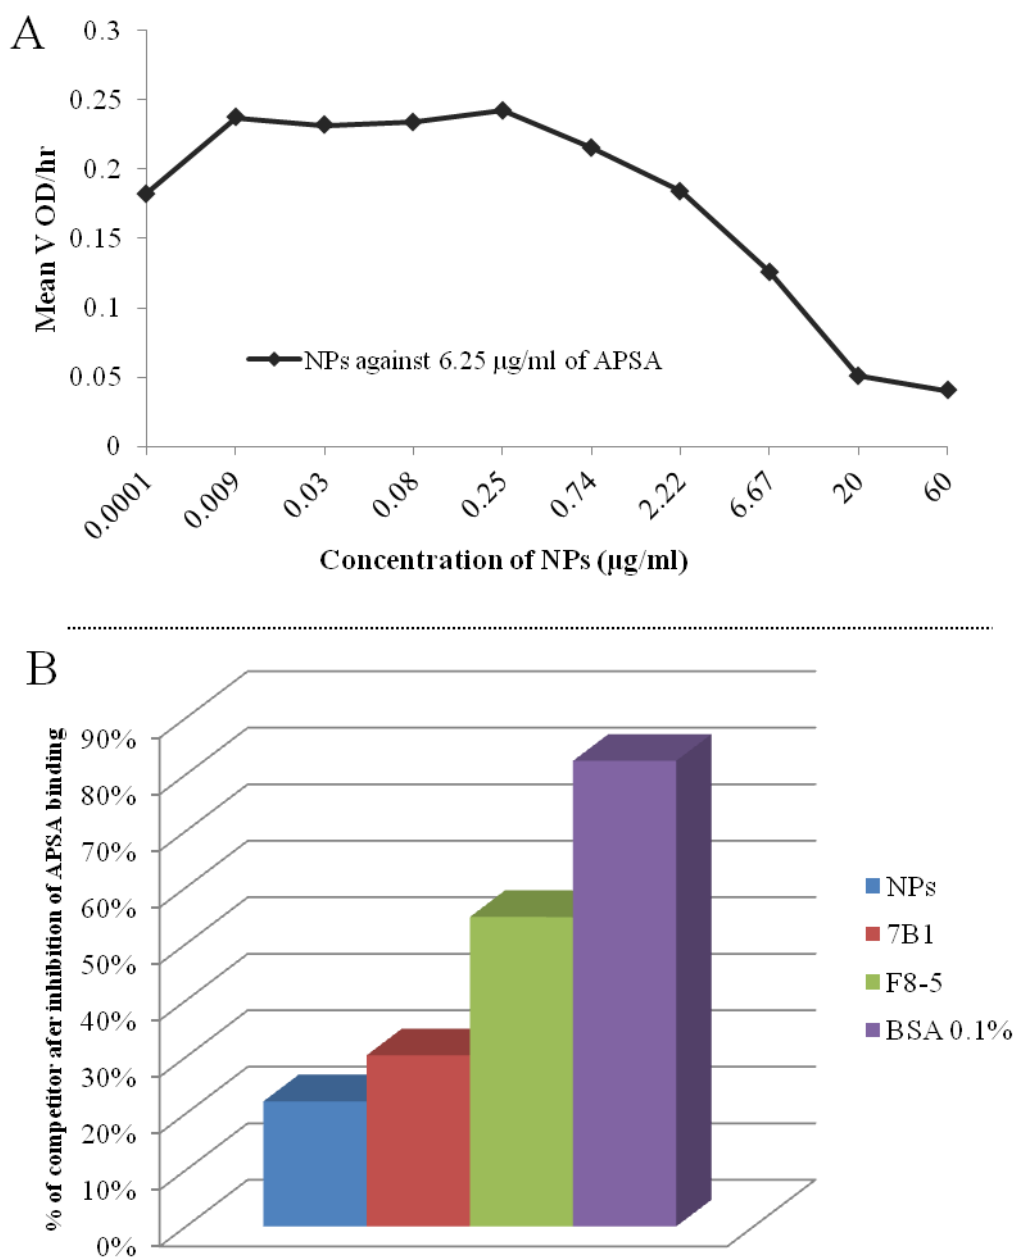 A
0.3
0.25
0.2
0.15
0.1
0.05
0
Mean V OD/hr
NPs against 6.25 µg/ml of APSA
0.0001
0.009
0.03
0.08
0.25
0.74
2.22
6.67
20
60
Concentration of NPs (µg/ml)
B
90%
80%
70%
60%
50%
40%
30%
20%
10%
0%
% of competitor afer inhibition of APSA binding
NPs
7B1
F8-5
BSA 0.1%